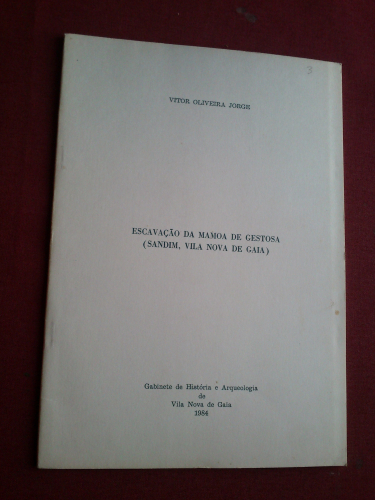 VITOR OLIVEIRA JORGE
ESCAVAÇÃO DA MAMOA DE GESTOSA
(SANDIM, VILA NOVA DE GAIA)
Gabinete de História e Arqueologia
de
Vila Nova de Gaia
1984